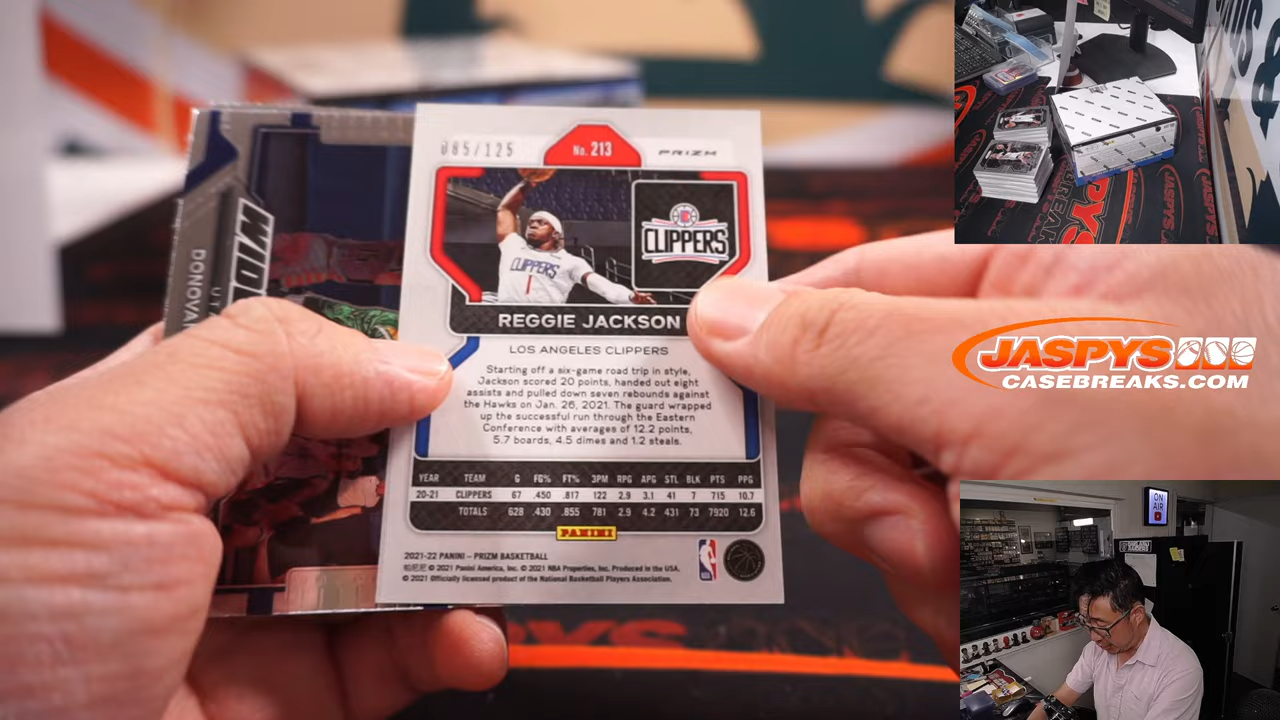 085/125
No. 213
PRIZM
CLIPPERS
CLIPPERS
1
REGGIE JACKSON
LOS ANGELES CLIPPERS
Starting off a six-game road trip in style,
Jackson scored 20 points, handed out eight
assists and pulled down seven rebounds against
the Hawks on Jan. 26, 2021. The guard wrapped
up the successful run through the Eastern
Conference with averages of 12.2 points,
5.7 boards, 4.5 dimes and 1.2 steals.
YEAR TEAM G FG% FT% 3PM RPG APG STL BLK PTS PPG
20-21 CLIPPERS 67 .450 .817 122 2.9 3.1 41 7 715 10.7
TOTALS 628 .430 .855 781 2.9 4.2 431 73 7920 12.6
PANINI
2021-22 PANINI – PRIZM BASKETBALL
© 2021 Panini America, Inc. © 2021 NBA Properties, Inc. Produced in the USA.
© 2021 Officially licensed product of the National Basketball Players Association.
DONOVAN
JASPYS
CASEBREAKS.COM
ON
AIR